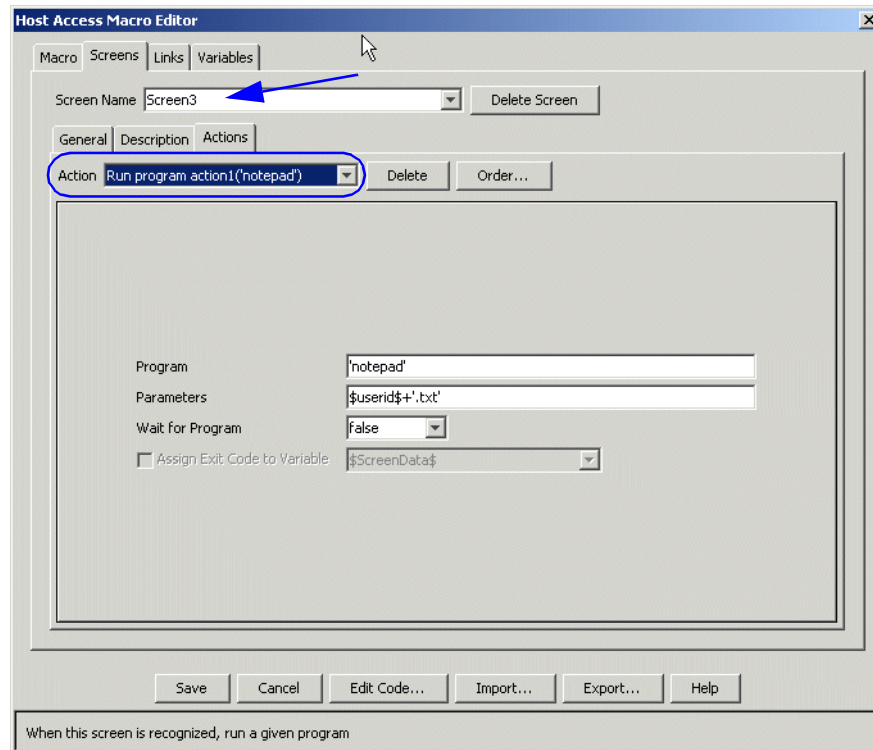 Host Access Macro Editor
Macro Screens Links Variables
Screen Name Screen3 Delete Screen
General Description Actions
Action Run program action1('notepad') Delete Order...
Program 'notepad'
Parameters $userid$+'.txt'
Wait for Program false
Assign Exit Code to Variable $ScreenData$
Save Cancel Edit Code... Import... Export... Help
When this screen is recognized, run a given program